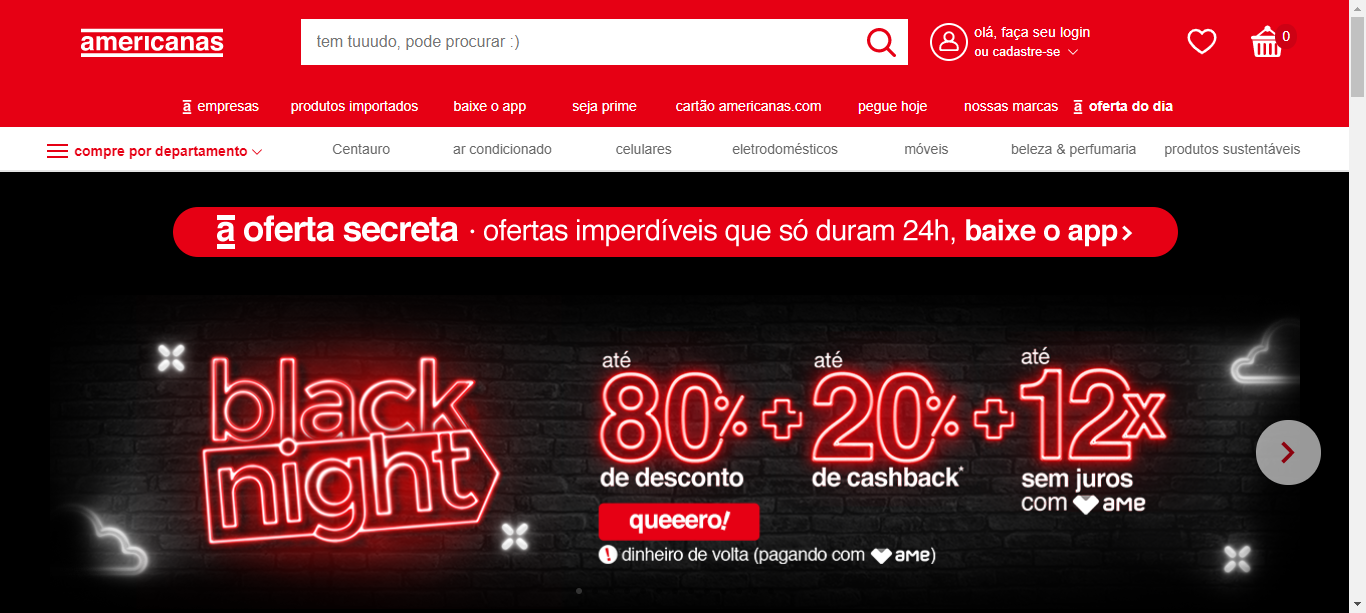 americanas
tem tuuudo, pode procurar :)
olá, faça seu login
ou cadastre-se
0
a empresas
produtos importados
baixe o app
seja prime
cartão americanas.com
pegue hoje
nossas marcas
a oferta do dia
compre por departamento
Centauro
ar condicionado
celulares
eletrodomésticos
móveis
beleza & perfumaria
produtos sustentáveis
a oferta secreta · ofertas imperdíveis que só duram 24h, baixe o app >
black
night
até
80%
de desconto
+
até
20%
de cashback*
+
até
12x
sem juros
com AME
queeero!
! dinheiro de volta (pagando com AME)